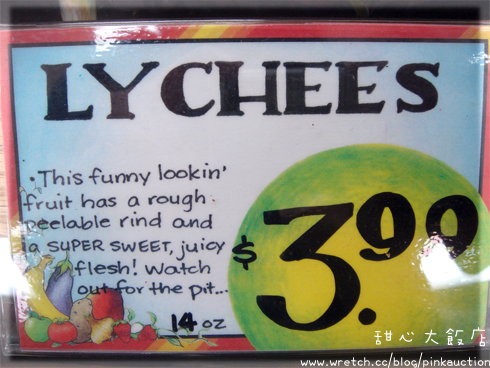 LYCHEES
• This funny lookin'
fruit has a rough
peelable rind and
a SUPER SWEET, juicy
flesh! Watch
out for the pit...
14 oz
$3.99
甜心大飯店
www.wretch.cc/blog/pinkauction